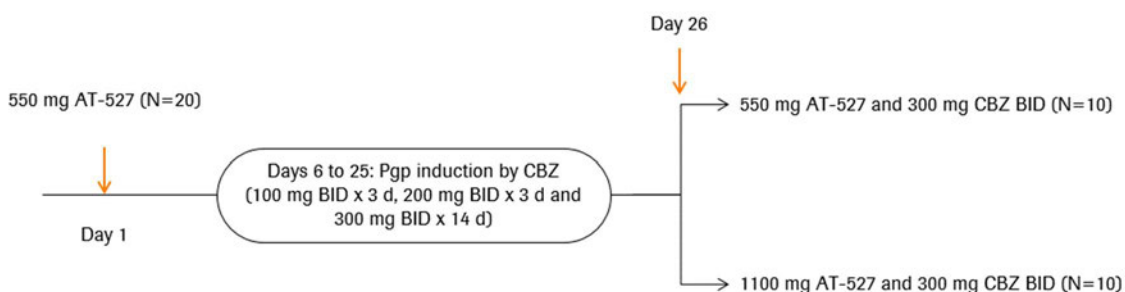 Day 26
550 mg AT-527 (N=20)
550 mg AT-527 and 300 mg CBZ BID (N=10)
Days 6 to 25: Pgp induction by CBZ
(100 mg BID x 3 d, 200 mg BID x 3 d and
300 mg BID x 14 d)
Day 1
1100 mg AT-527 and 300 mg CBZ BID (N=10)